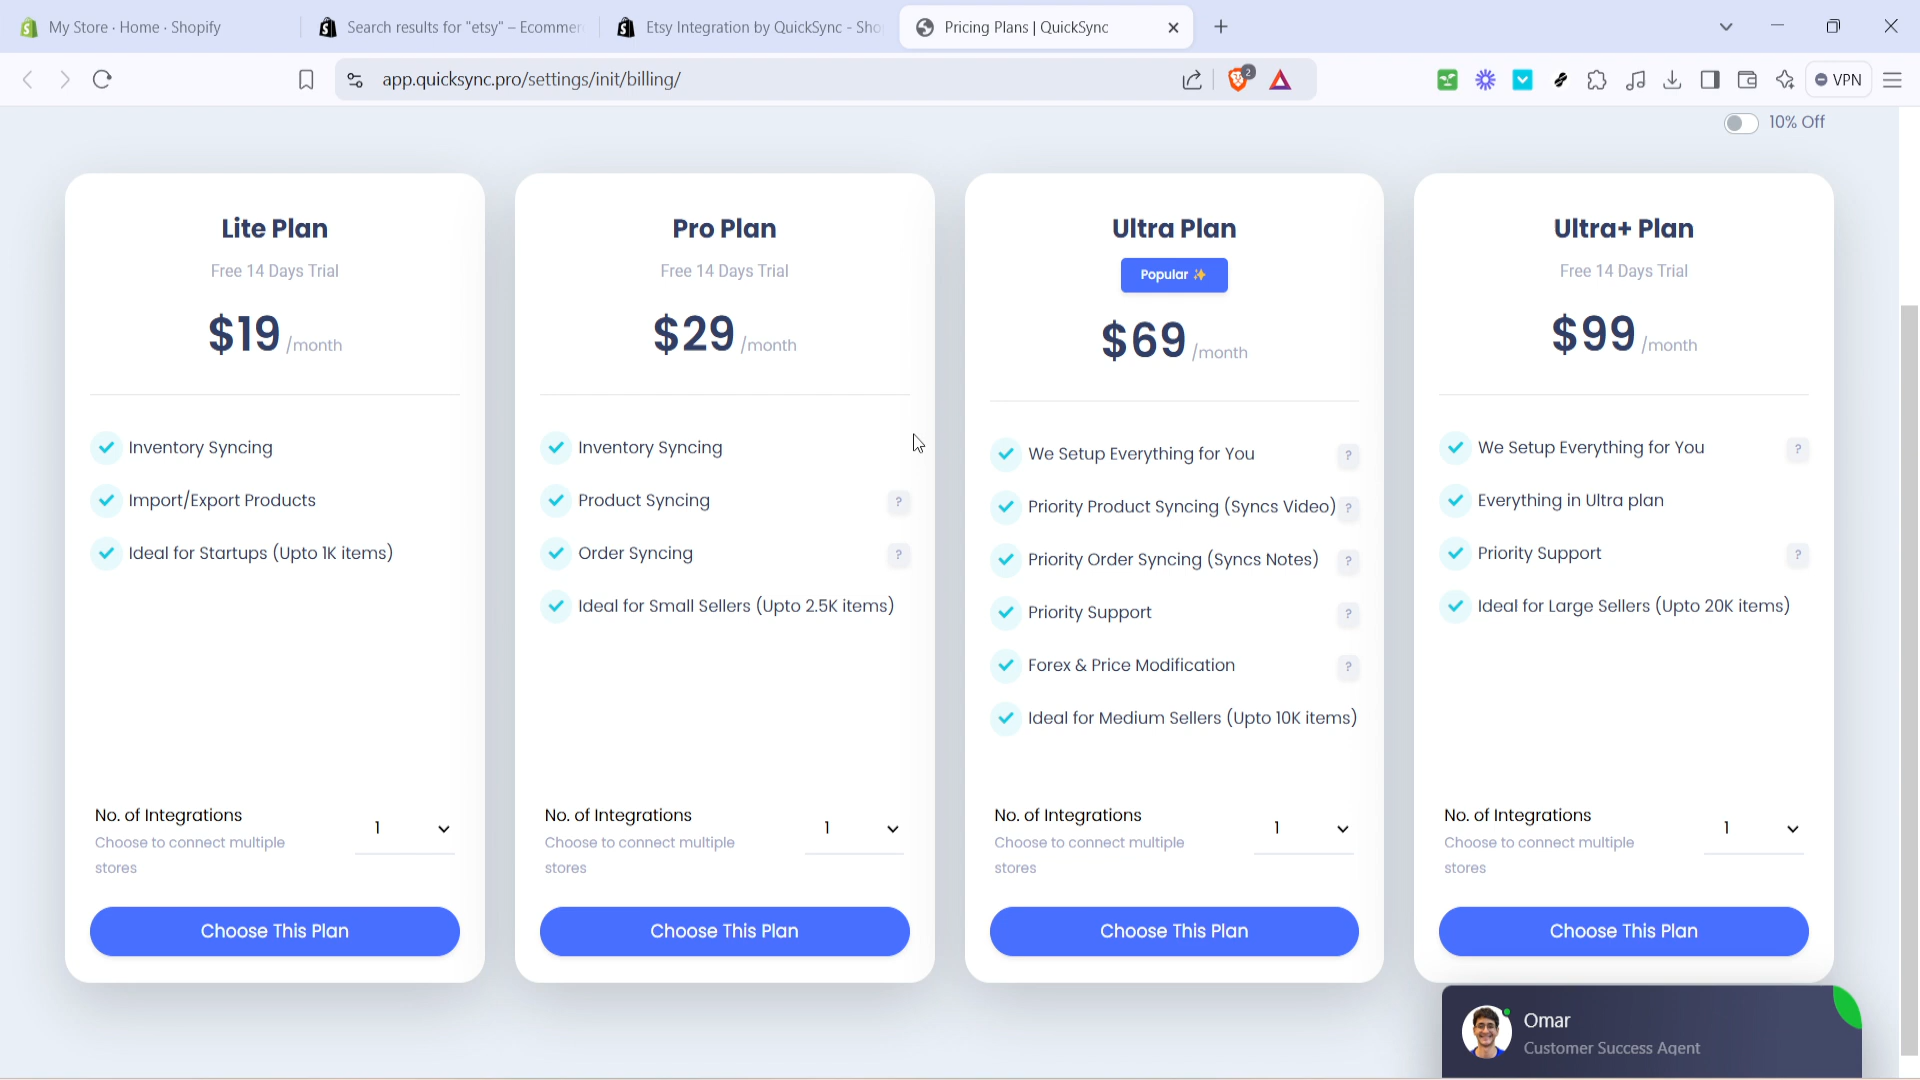 My Store · Home · Shopify
Search results for "etsy" – Ecommer
Etsy Integration by QuickSync - Sho
Pricing Plans | QuickSync
app.quicksync.pro/settings/init/billing/
2
VPN
10% Off
Lite Plan
Free 14 Days Trial
$19 /month
Inventory Syncing
Import/Export Products
Ideal for Startups (Upto 1K items)
No. of Integrations
Choose to connect multiple
stores
1
Choose This Plan
Pro Plan
Free 14 Days Trial
$29 /month
Inventory Syncing
Product Syncing ?
Order Syncing ?
Ideal for Small Sellers (Upto 2.5K items)
No. of Integrations
Choose to connect multiple
stores
1
Choose This Plan
Ultra Plan
Popular ✨
$69 /month
We Setup Everything for You ?
Priority Product Syncing (Syncs Video) ?
Priority Order Syncing (Syncs Notes) ?
Priority Support ?
Forex & Price Modification ?
Ideal for Medium Sellers (Upto 10K items)
No. of Integrations
Choose to connect multiple
stores
1
Choose This Plan
Ultra+ Plan
Free 14 Days Trial
$99 /month
We Setup Everything for You ?
Everything in Ultra plan
Priority Support ?
Ideal for Large Sellers (Upto 20K items)
No. of Integrations
Choose to connect multiple
stores
1
Choose This Plan
Omar
Customer Success Agent